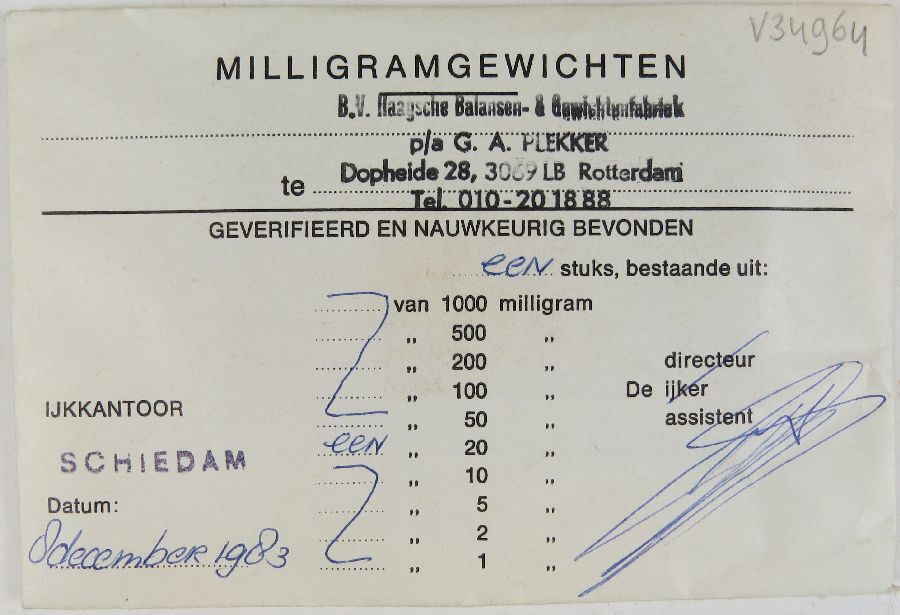 V34964
MILLIGRAMGEWICHTEN
B.V. Haagsche Balansen- & Gewichtenfabriek
p/a G. A. PLEKKER
te Dopheide 28, 3069 LB Rotterdam
Tel. 010-20 18 88
GEVERIFIEERD EN NAUWKEURIG BEVONDEN
een stuks, bestaande uit:
van 1000 milligram
„ 500 „
„ 200 „ directeur
„ 100 „ De ijker
„ 50 „ assistent
IJKKANTOOR
een „ 20 „
SCHIEDAM
„ 10 „
„ 5 „
Datum:
„ 2 „
8 december 1983
„ 1 „